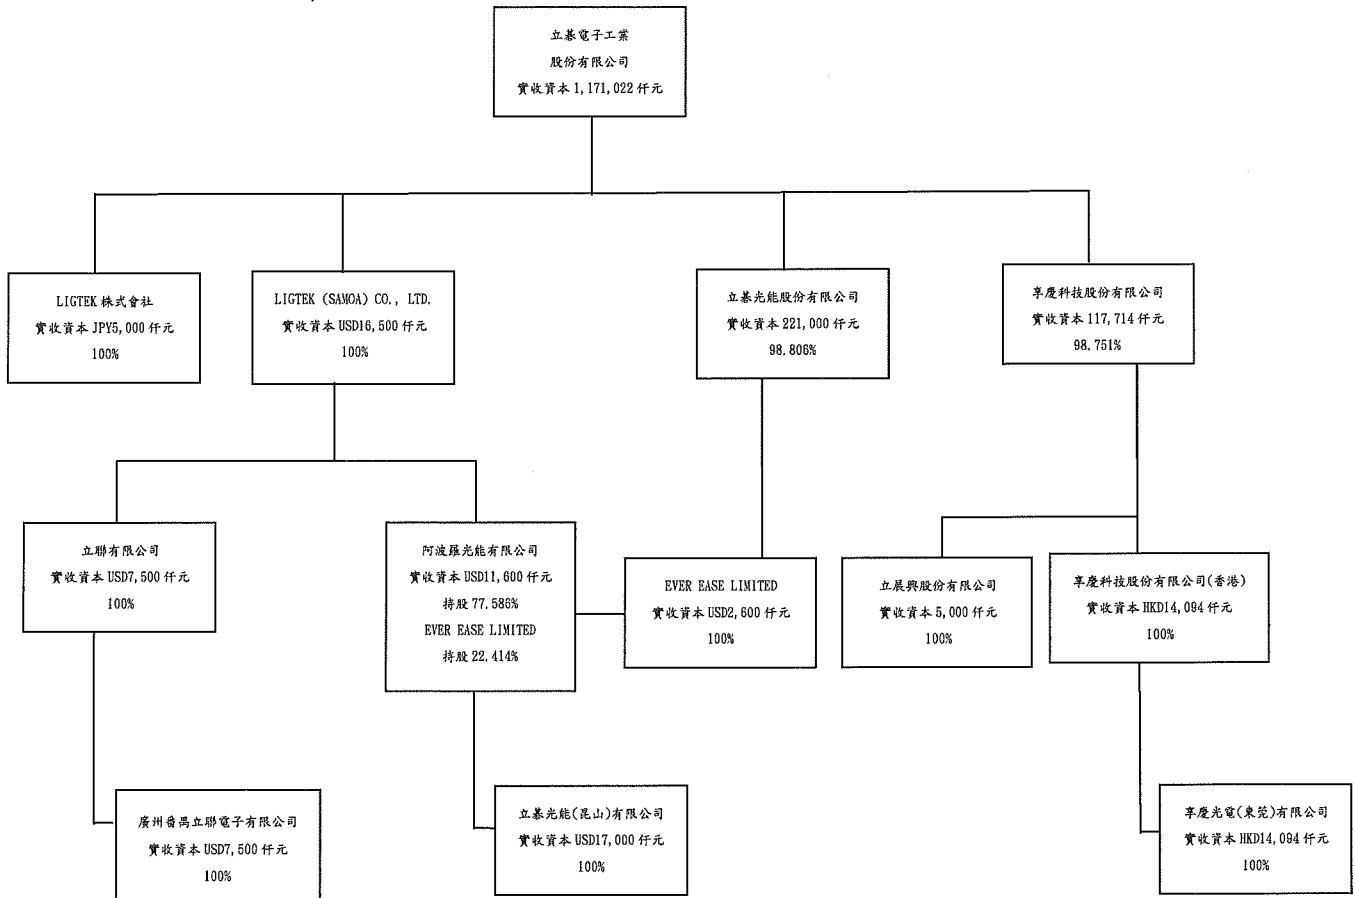 立碁電子工業
股份有限公司
實收資本 1,171,022 仟元
LIGTEK 株式會社
實收資本 JPY5,000 仟元
100%
LIGTEK (SAMOA) CO., LTD.
實收資本 USD16,500 仟元
100%
立碁光能股份有限公司
實收資本 221,000 仟元
98.806%
享慶科技股份有限公司
實收資本 117,714 仟元
98.751%
立聯有限公司
實收資本 USD7,500 仟元
100%
阿波羅光能有限公司
實收資本 USD11,600 仟元
持股 77.586%
EVER EASE LIMITED
持股 22.414%
EVER EASE LIMITED
實收資本 USD2,600 仟元
100%
立展興股份有限公司
實收資本 5,000 仟元
100%
享慶科技股份有限公司(香港)
實收資本 HKD14,094 仟元
100%
廣州番禺立聯電子有限公司
實收資本 USD7,500 仟元
100%
立碁光能(昆山)有限公司
實收資本 USD17,000 仟元
100%
享慶光電(東莞)有限公司
實收資本 HKD14,094 仟元
100%